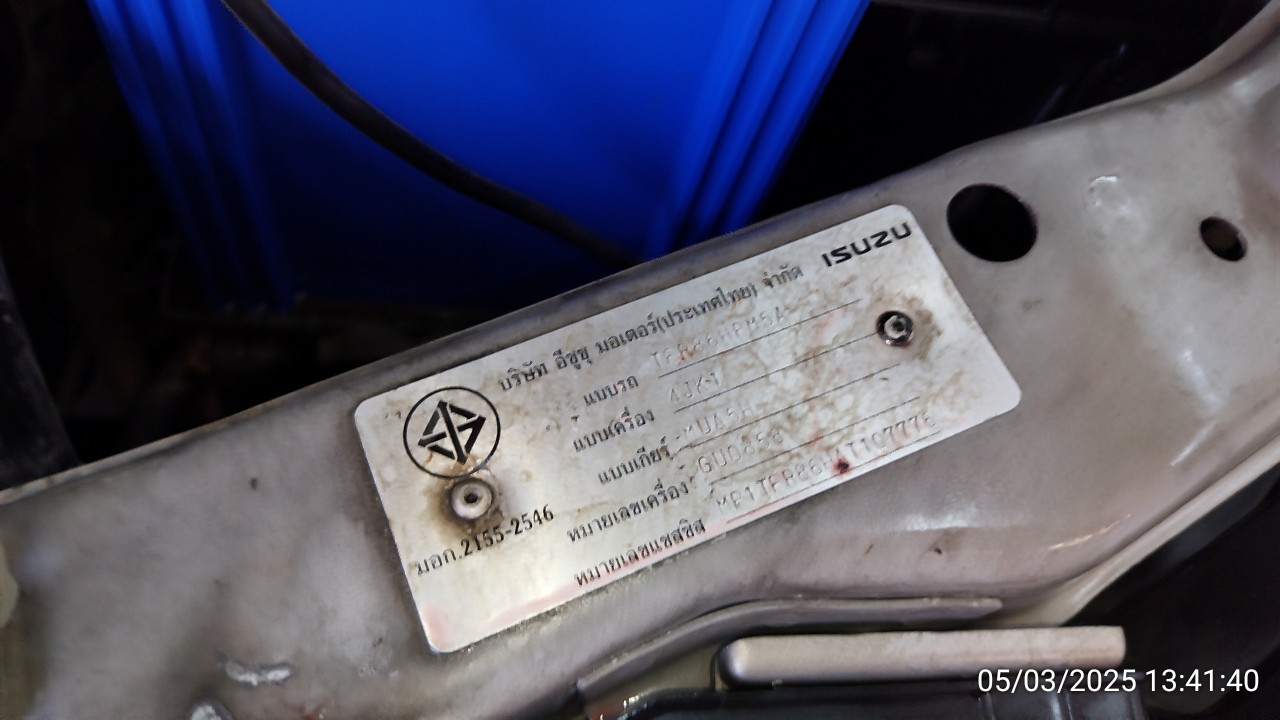 ISUZU
บริษัท อีซูซุ มอเตอร์(ประเทศไทย) จำกัด
แบบรถ
แบบเครื่อง 4JK-1
แบบเกียร์
หมายเลขเครื่อง
หมายเลขแชสซิส
มอก.2155-2546
05/03/2025 13:41:40